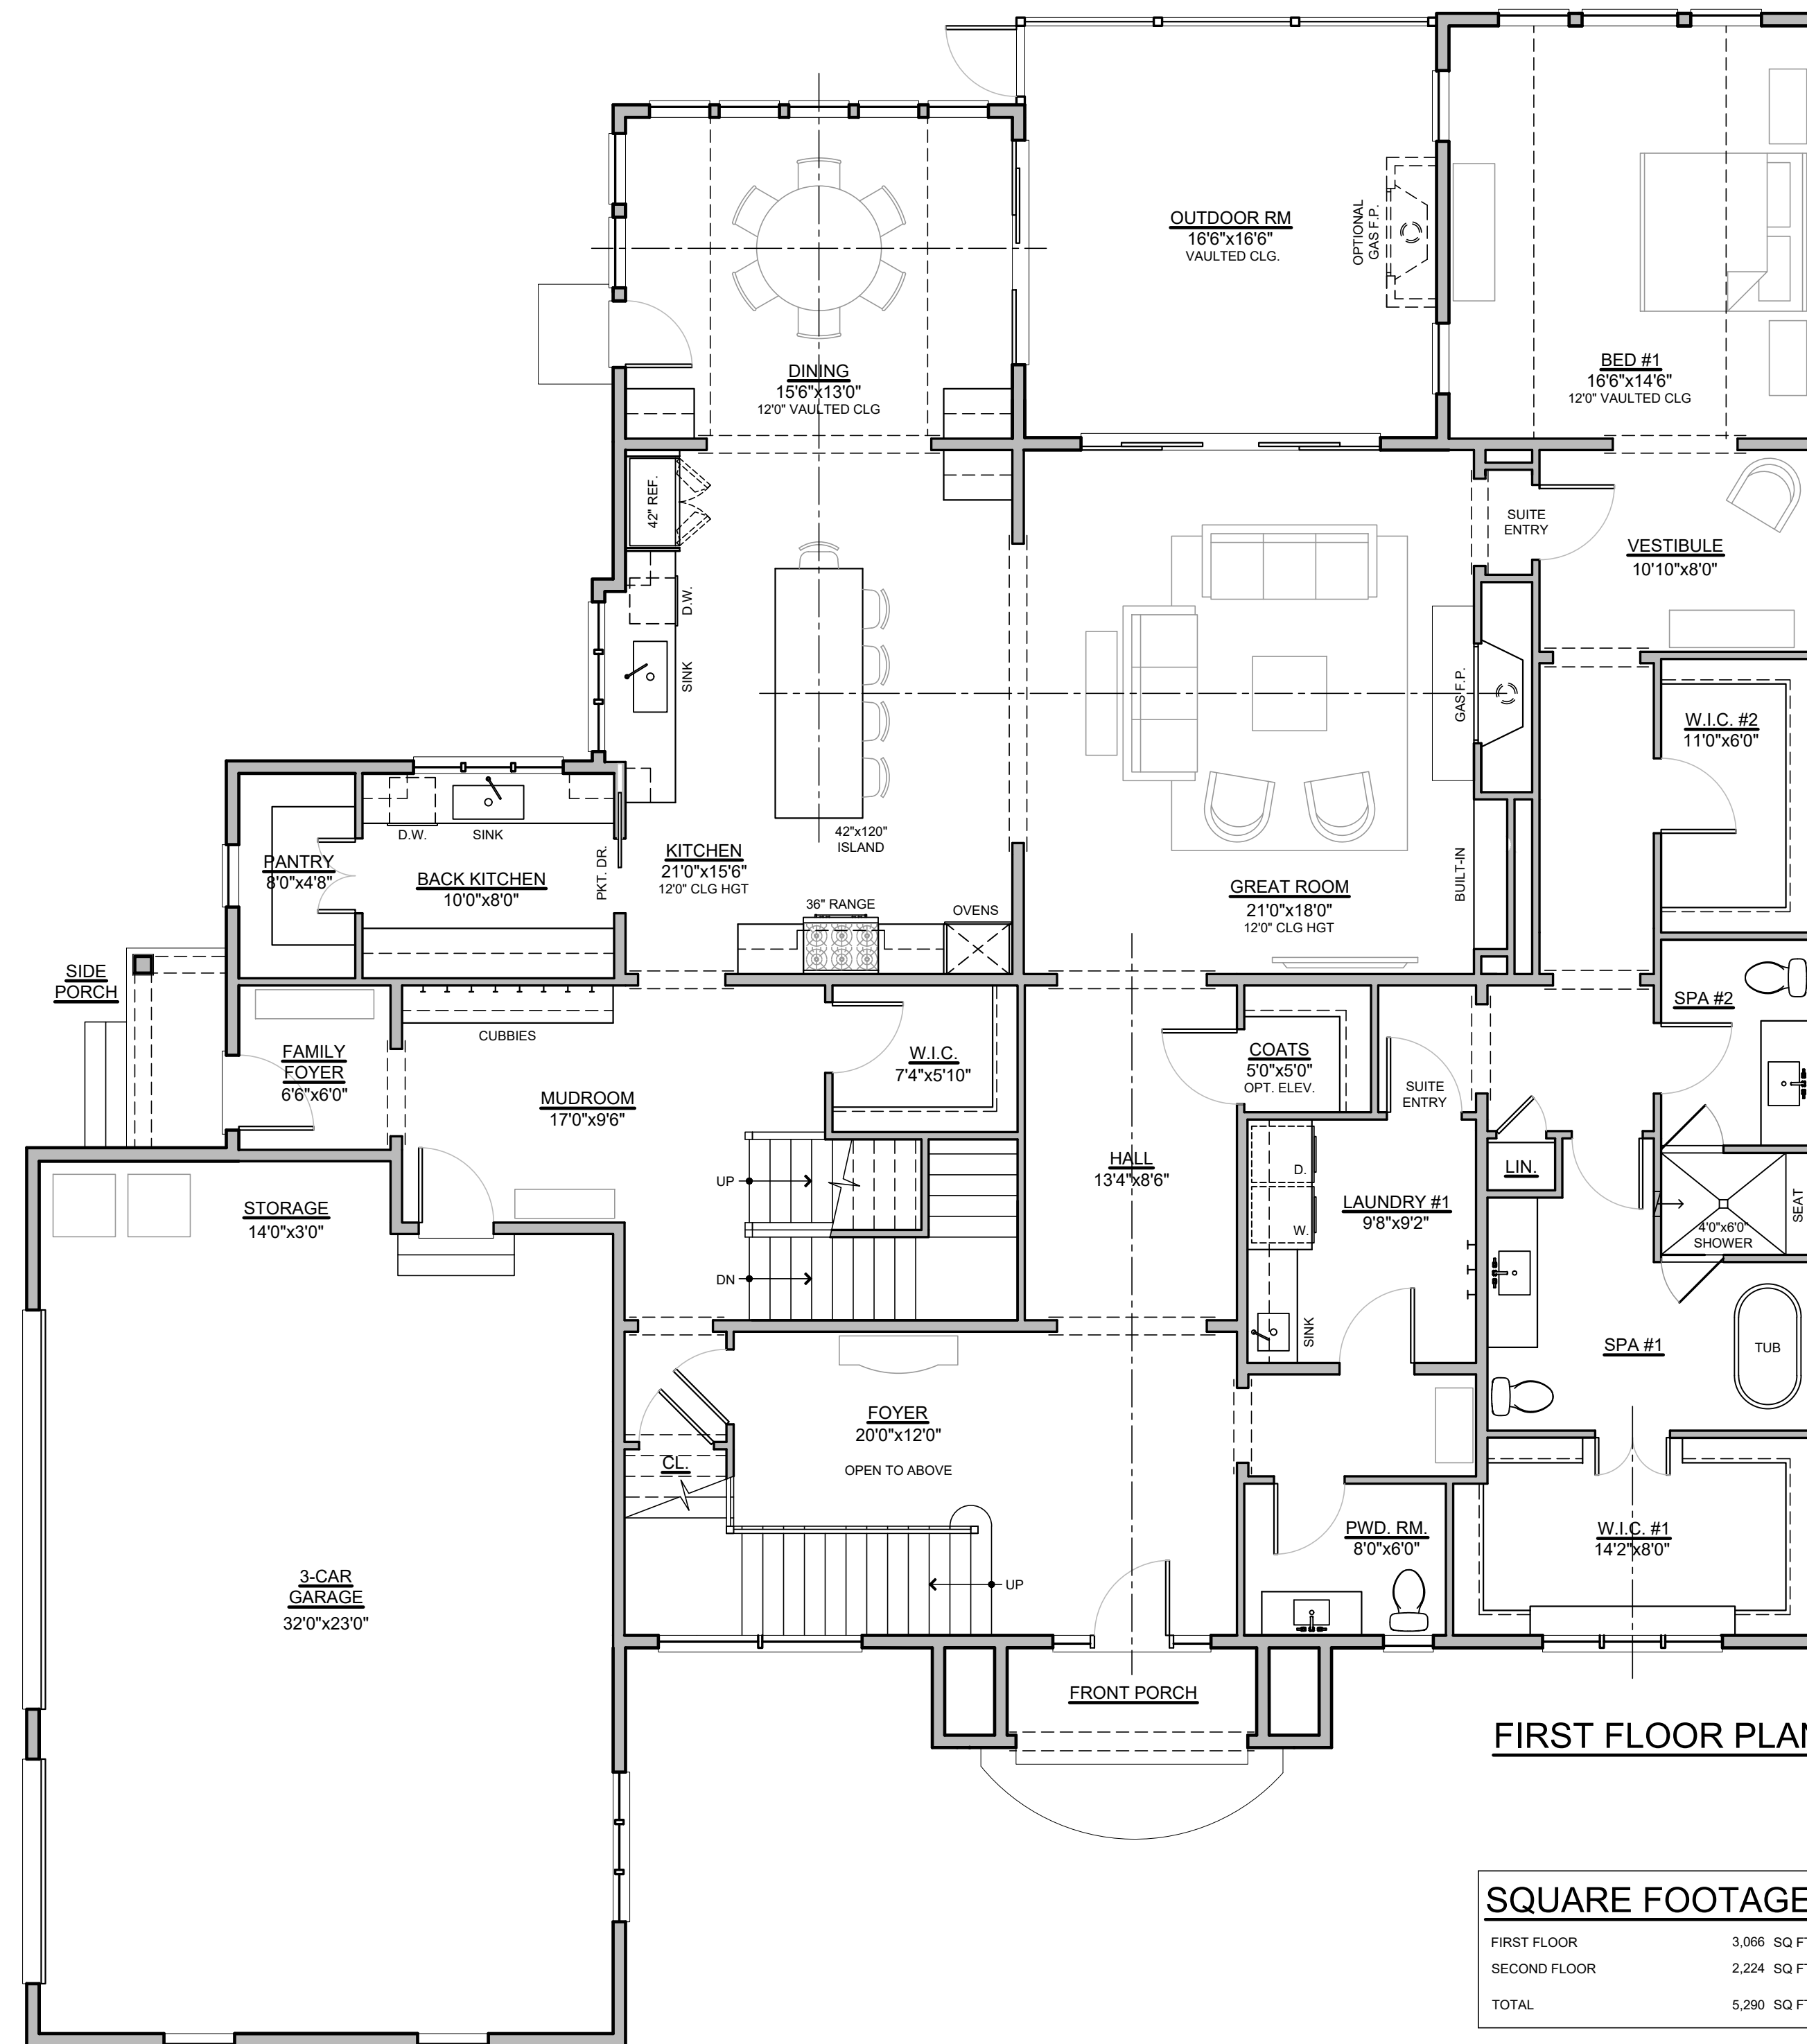 OUTDOOR RM
16'6"x16'6"
VAULTED CLG.
OPTIONAL
GAS F.P.
DINING
15'6"x13'0"
12'0" VAULTED CLG
BED #1
16'6"x14'6"
12'0" VAULTED CLG
42" REF.
D.W.
SINK
SUITE
ENTRY
VESTIBULE
10'10"x8'0"
GAS F.P.
W.I.C. #2
11'0"x6'0"
D.W.
SINK
PANTRY
8'0"x4'8"
BACK KITCHEN
10'0"x8'0"
PKT. DR.
KITCHEN
21'0"x15'6"
12'0" CLG HGT
42"x120"
ISLAND
36" RANGE
OVENS
GREAT ROOM
21'0"x18'0"
12'0" CLG HGT
BUILT-IN
SIDE
PORCH
CUBBIES
FAMILY
FOYER
6'6"x6'0"
MUDROOM
17'0"x9'6"
W.I.C.
7'4"x5'10"
COATS
5'0"x5'0"
OPT. ELEV.
SUITE
ENTRY
SPA #2
HALL
13'4"x8'6"
UP
DN
D.
W.
SINK
LAUNDRY #1
9'8"x9'2"
LIN.
4'0"x6'0"
SHOWER
SEAT
STORAGE
14'0"x3'0"
SPA #1
TUB
FOYER
20'0"x12'0"
OPEN TO ABOVE
CL.
UP
PWD. RM.
8'0"x6'0"
W.I.C. #1
14'2"x8'0"
3-CAR
GARAGE
32'0"x23'0"
FRONT PORCH
FIRST FLOOR PLAN
SQUARE FOOTAGE
FIRST FLOOR 3,066 SQ FT
SECOND FLOOR 2,224 SQ FT
TOTAL 5,290 SQ FT